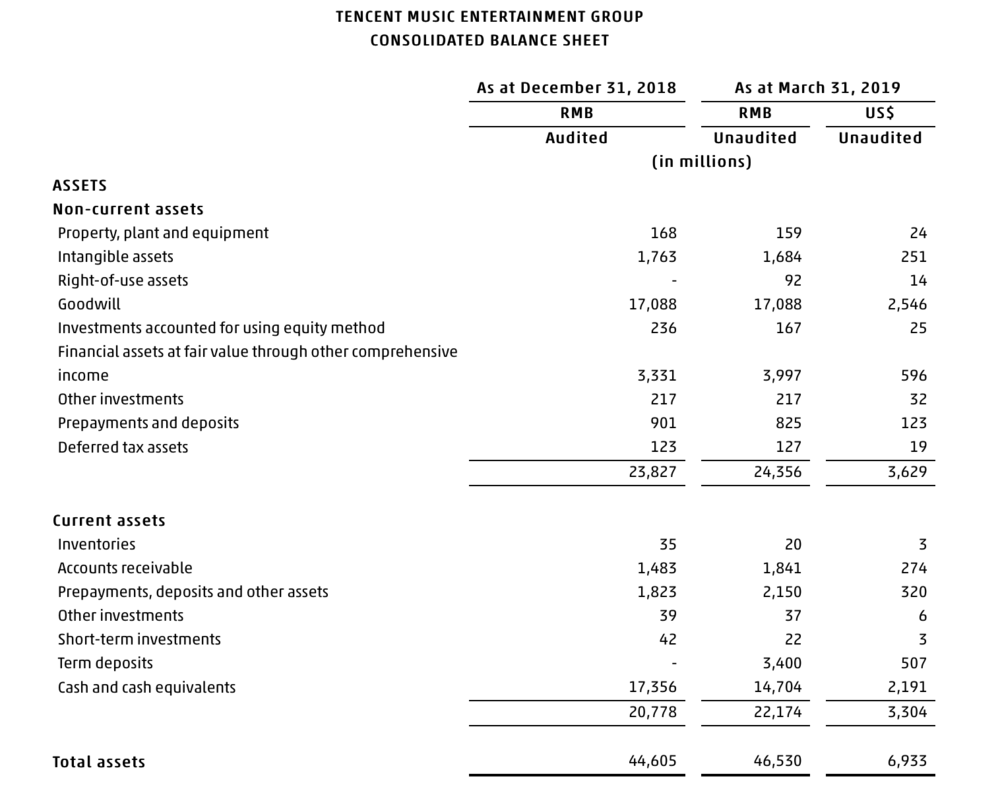 TENCENT MUSIC ENTERTAINMENT GROUP
CONSOLIDATED BALANCE SHEET
As at December 31, 2018 As at March 31, 2019
RMB RMB US$
Audited Unaudited Unaudited
(in millions)
ASSETS
Non-current assets
Property, plant and equipment 168 159 24
Intangible assets 1,763 1,684 251
Right-of-use assets - 92 14
Goodwill 17,088 17,088 2,546
Investments accounted for using equity method 236 167 25
Financial assets at fair value through other comprehensive
income 3,331 3,997 596
Other investments 217 217 32
Prepayments and deposits 901 825 123
Deferred tax assets 123 127 19
23,827 24,356 3,629
Current assets
Inventories 35 20 3
Accounts receivable 1,483 1,841 274
Prepayments, deposits and other assets 1,823 2,150 320
Other investments 39 37 6
Short-term investments 42 22 3
Term deposits - 3,400 507
Cash and cash equivalents 17,356 14,704 2,191
20,778 22,174 3,304
Total assets 44,605 46,530 6,933